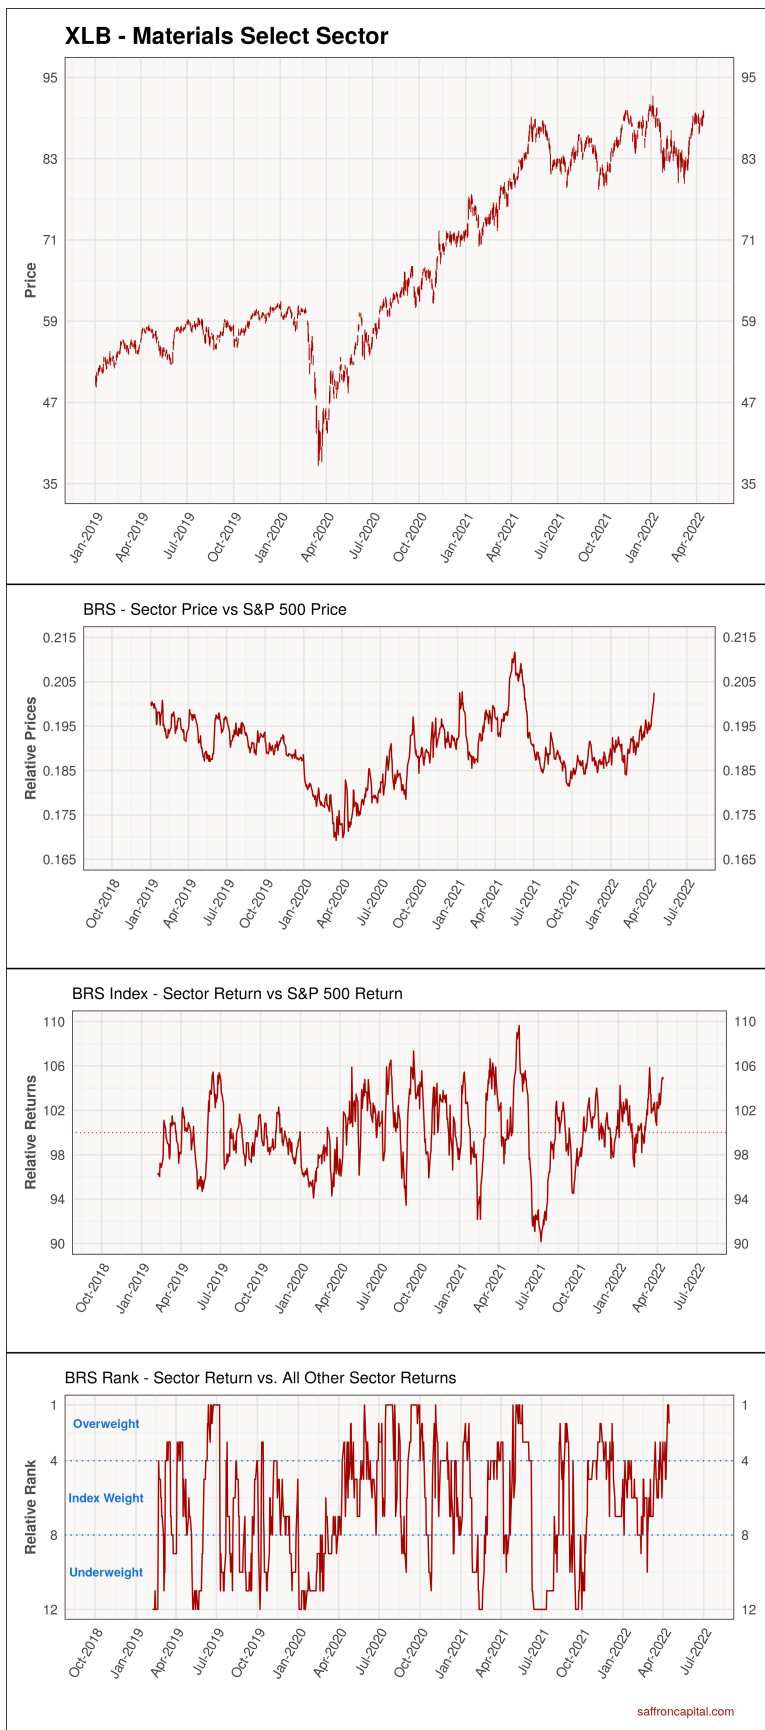 XLB - Materials Select Sector
95
95
83
83
71
71
59
59
47
47
35
35
Price
Jan-2019
Apr-2019
Jul-2019
Oct-2019
Jan-2020
Apr-2020
Jul-2020
Oct-2020
Jan-2021
Apr-2021
Jul-2021
Oct-2021
Jan-2022
Apr-2022
BRS - Sector Price vs S&P 500 Price
0.215
0.215
0.205
0.205
0.195
0.195
0.185
0.185
0.175
0.175
0.165
0.165
Relative Prices
Oct-2018
Jan-2019
Apr-2019
Jul-2019
Oct-2019
Jan-2020
Apr-2020
Jul-2020
Oct-2020
Jan-2021
Apr-2021
Jul-2021
Oct-2021
Jan-2022
Apr-2022
Jul-2022
BRS Index - Sector Return vs S&P 500 Return
110
110
106
106
102
102
98
98
94
94
90
90
Relative Returns
Oct-2018
Jan-2019
Apr-2019
Jul-2019
Oct-2019
Jan-2020
Apr-2020
Jul-2020
Oct-2020
Jan-2021
Apr-2021
Jul-2021
Oct-2021
Jan-2022
Apr-2022
Jul-2022
BRS Rank - Sector Return vs. All Other Sector Returns
1
1
Overweight
4
4
Index Weight
8
8
Underweight
12
12
Relative Rank
Oct-2018
Jan-2019
Apr-2019
Jul-2019
Oct-2019
Jan-2020
Apr-2020
Jul-2020
Oct-2020
Jan-2021
Apr-2021
Jul-2021
Oct-2021
Jan-2022
Apr-2022
Jul-2022
saffroncapital.com